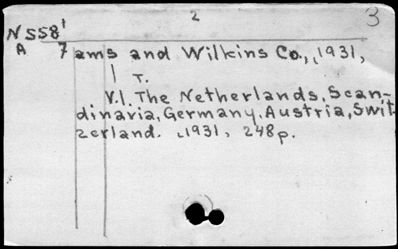 2
3
N558'
A 7 ams and Wilkins Co., c1931,
1 v.
V.1. The Netherlands, Scan-
dinavia, Germany, Austria, Swit-
zerland. c1931, 248p.